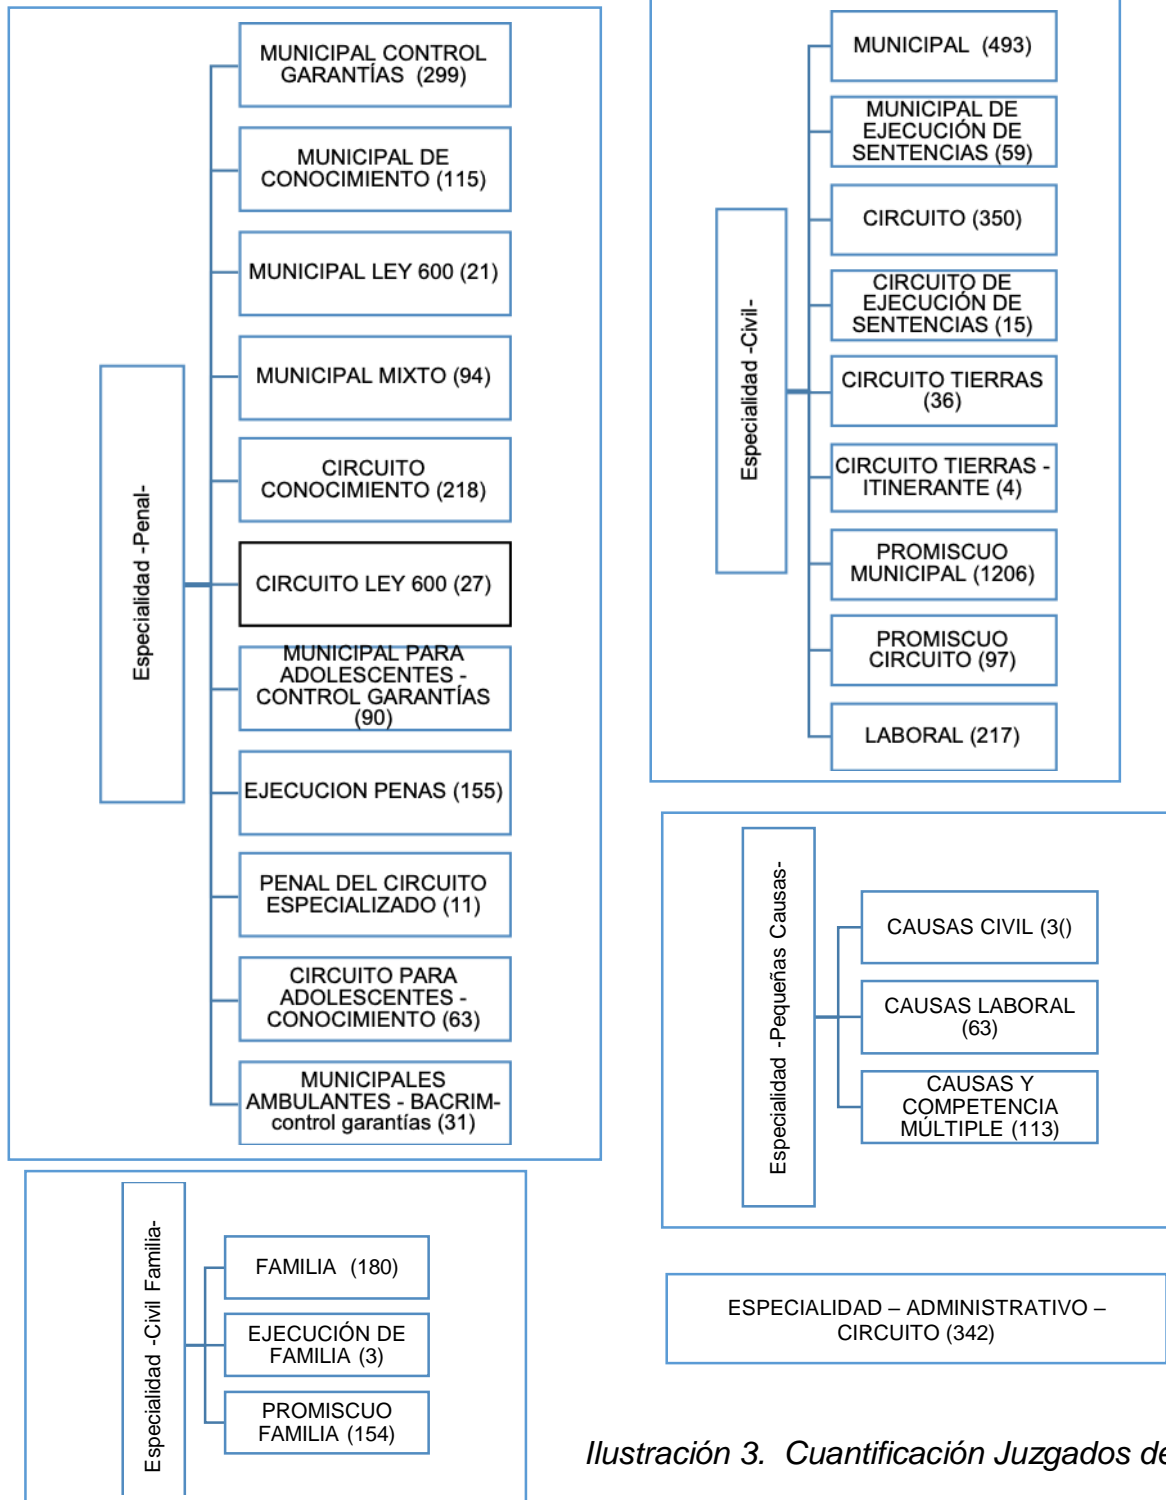 Especialidad -Penal-
MUNICIPAL CONTROL
GARANTÍAS (299)
MUNICIPAL DE
CONOCIMIENTO (115)
MUNICIPAL LEY 600 (21)
MUNICIPAL MIXTO (94)
CIRCUITO
CONOCIMIENTO (218)
CIRCUITO LEY 600 (27)
MUNICIPAL PARA
ADOLESCENTES -
CONTROL GARANTÍAS
(90)
EJECUCION PENAS (155)
PENAL DEL CIRCUITO
ESPECIALIZADO (11)
CIRCUITO PARA
ADOLESCENTES -
CONOCIMIENTO (63)
MUNICIPALES
AMBULANTES - BACRIM-
control garantías (31)
Especialidad -Civil-
MUNICIPAL (493)
MUNICIPAL DE
EJECUCIÓN DE
SENTENCIAS (59)
CIRCUITO (350)
CIRCUITO DE
EJECUCIÓN DE
SENTENCIAS (15)
CIRCUITO TIERRAS
(36)
CIRCUITO TIERRAS -
ITINERANTE (4)
PROMISCUO
MUNICIPAL (1206)
PROMISCUO
CIRCUITO (97)
LABORAL (217)
Especialidad -Pequeñas Causas-
CAUSAS CIVIL (3()
CAUSAS LABORAL
(63)
CAUSAS Y
COMPETENCIA
MÚLTIPLE (113)
Especialidad -Civil Familia-
FAMILIA (180)
EJECUCIÓN DE
FAMILIA (3)
PROMISCUO
FAMILIA (154)
ESPECIALIDAD – ADMINISTRATIVO –
CIRCUITO (342)
Ilustración 3. Cuantificación Juzgados de